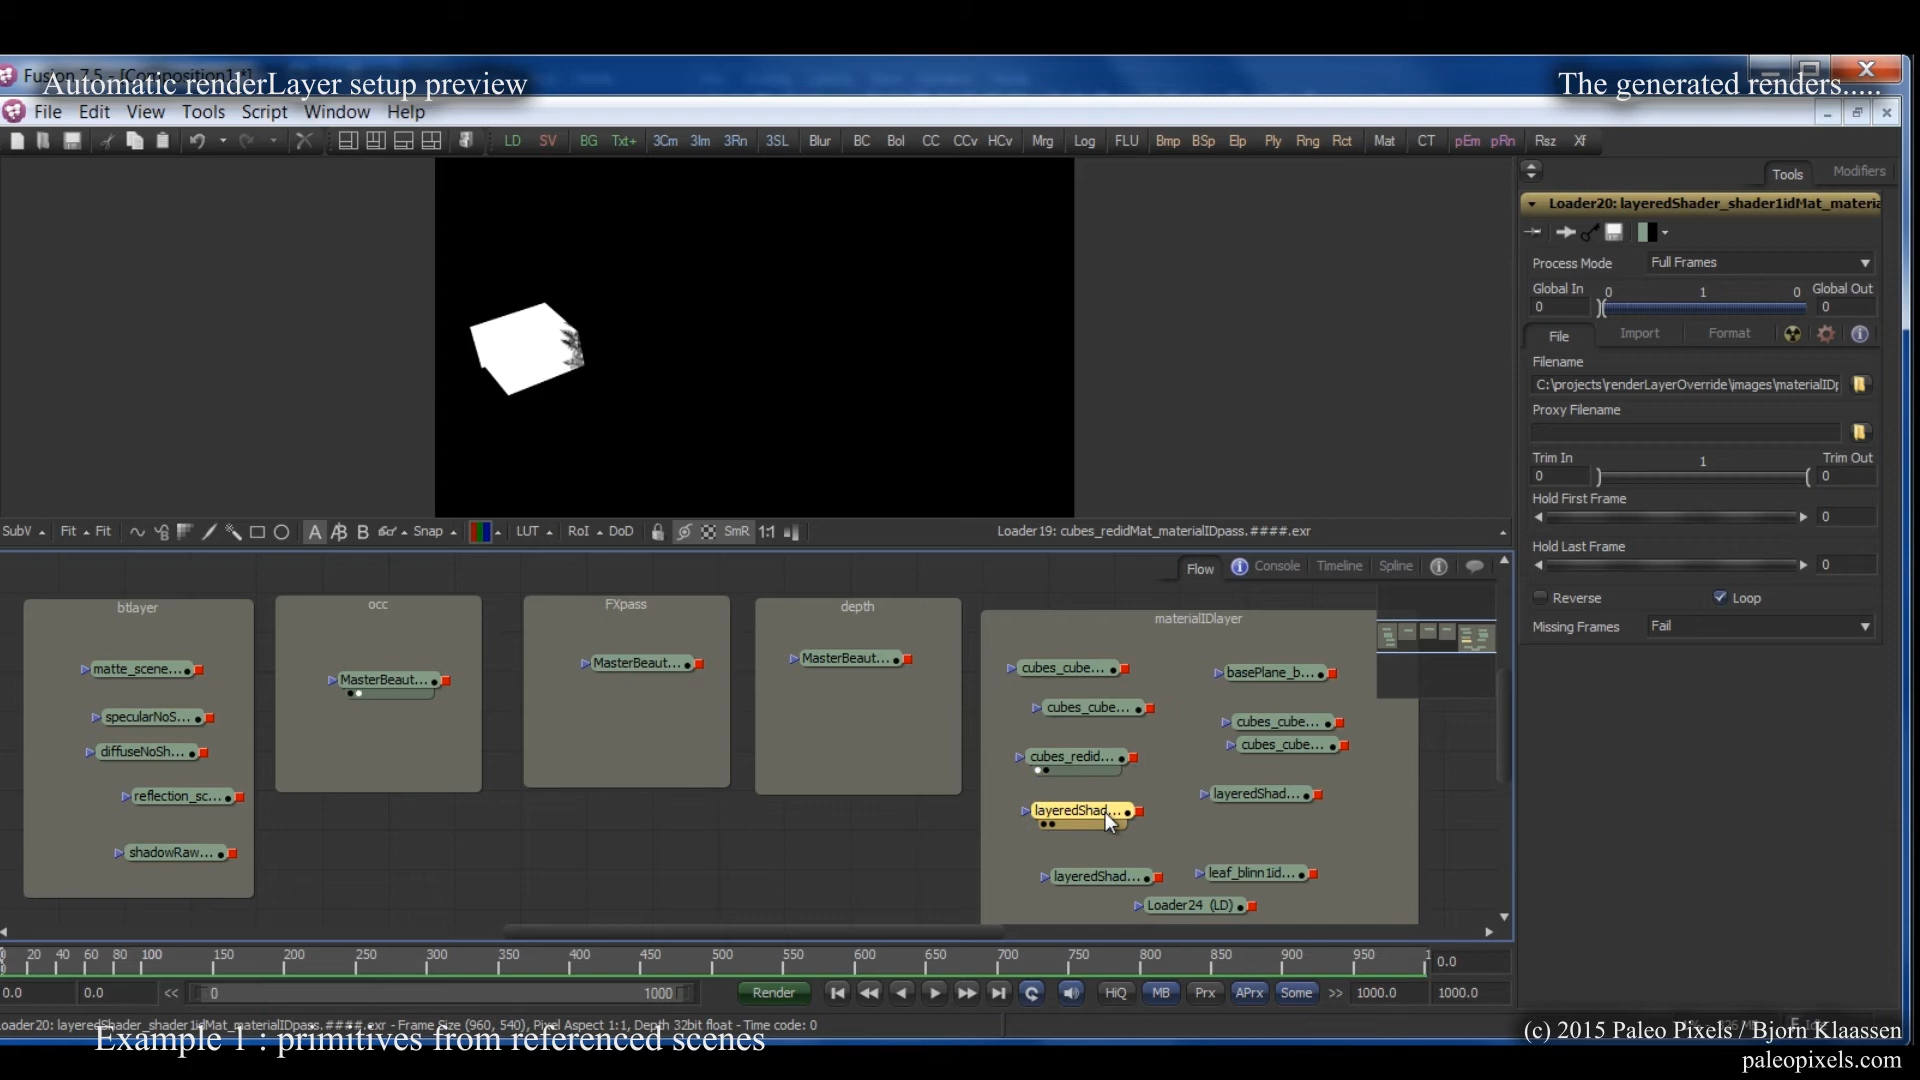 Fusion 7.5 - [Composition1 *]
Automatic renderLayer setup preview
The generated renders.....
File Edit View Tools Script Window Help
LD SV BG Txt+ 3Cm 3Im 3Rn 3SL Blur BC Bol CC CCv HCv Mrg Log FLU Bmp BSp Elp Ply Rng Rct Mat CT pEm pRn Rsz Xf
Tools Modifiers
Loader20: layeredShader_shader1idMat_materia
Process Mode Full Frames
Global In 0 1 0 Global Out
0 0
File Import Format
Filename
C:\projects\renderLayerOverride\images\materialIDp
Proxy Filename
Trim In 1 Trim Out
0 0
Hold First Frame
0
Hold Last Frame
0
Reverse Loop
Missing Frames Fail
SubV Fit Fit A B Snap LUT RoI DoD SmR 1:1 Loader19: cubes_redidMat_materialIDpass.####.exr
Flow Console Timeline Spline
btlayer occ FXpass depth materialIDlayer
matte_scene...
specularNoS...
diffuseNoSh...
reflection_sc...
shadowRaw...
MasterBeaut...
MasterBeaut...
MasterBeaut...
cubes_cube... basePlane_b...
cubes_cube... cubes_cube...
cubes_redid... cubes_cube...
layeredShad... layeredShad...
layeredShad... leaf_blinn1id...
Loader24 (LD)
20 40 60 80 100 150 200 250 300 350 400 450 500 550 600 650 700 750 800 850 900 950 1 0.0
0.0 0.0 << 0 1000 Render HiQ MB Prx APrx Some >> 1000.0 1000.0
oader20: layeredShader_shader1idMat_materialIDpass.####.exr - Frame Size (960, 540), Pixel Aspect 1:1, Depth 32bit float - Time code: 0
Example 1 : primitives from referenced scenes
(c) 2015 Paleo Pixels / Bjorn Klaassen
paleopixels.com